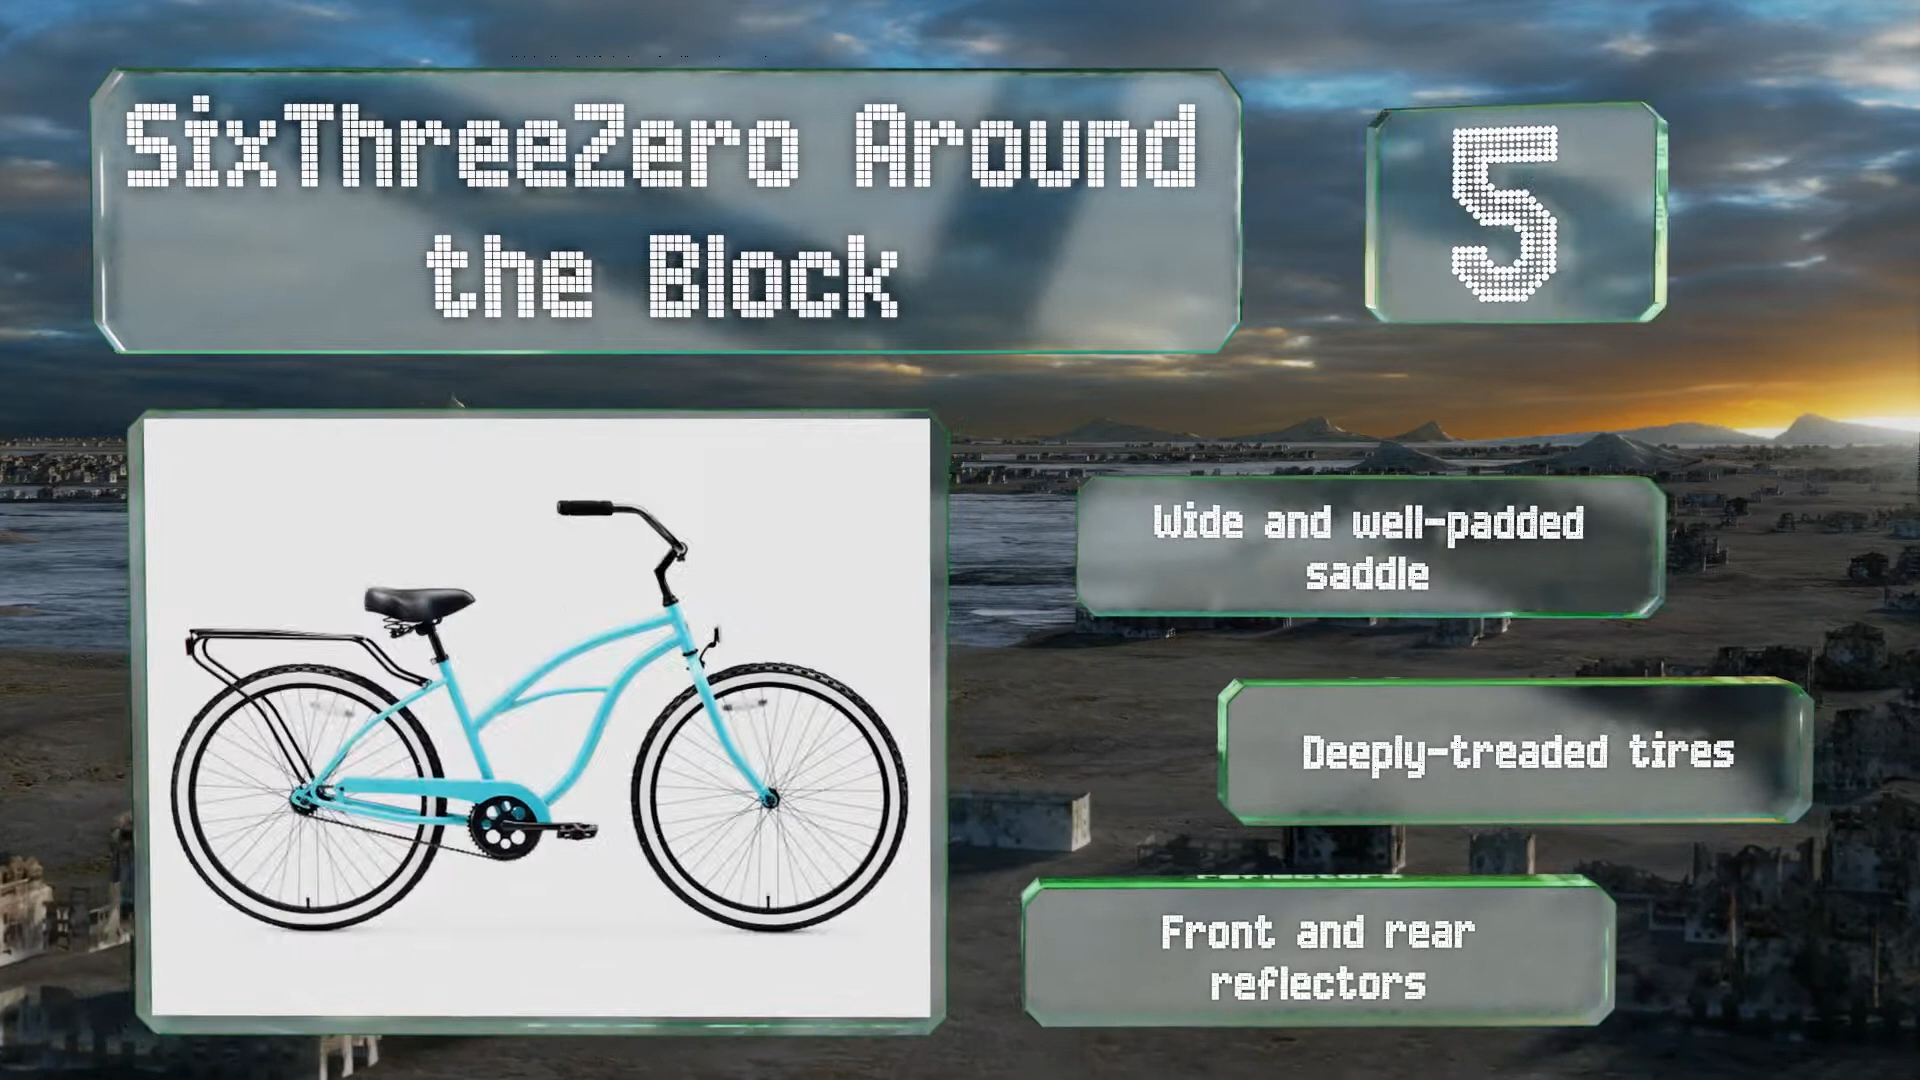 SixThreeZero Around
the Block
5
Wide and well-padded
saddle
Deeply-treaded tires
Front and rear
reflectors